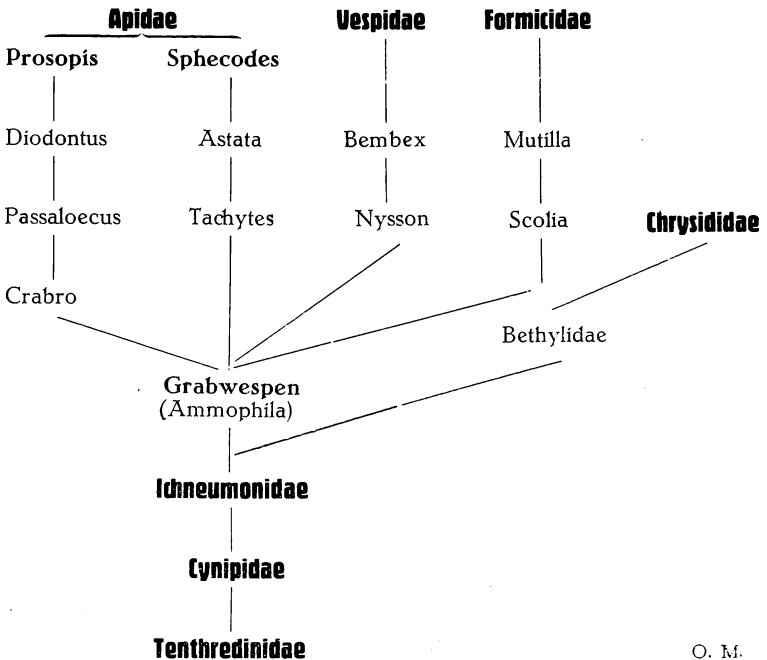 Apidae Vespidae Formicidae
Prosopis Sphecodes
Diodontus Astata Bembex Mutilla
Passaloecus Tachytes Nysson Scolia Chrysididae
Crabro
Bethylidae
Grabwespen
(Ammophila)
Ichneumonidae
Cynipidae
Tenthredinidae
O. M.